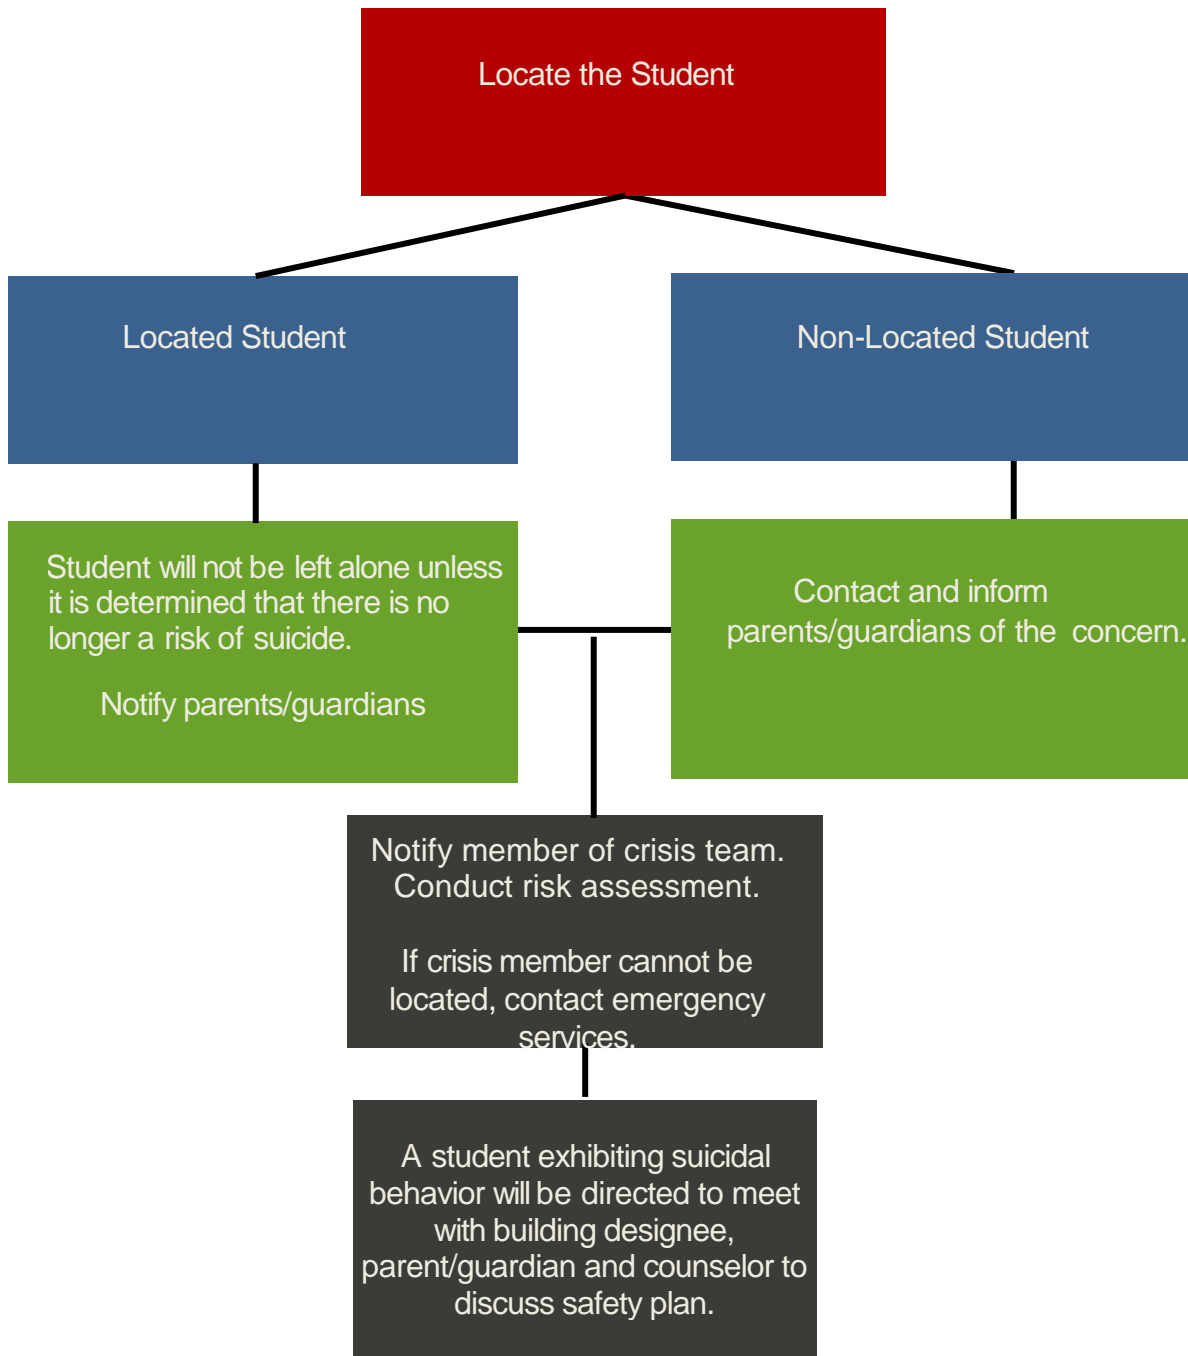 Locate the Student
Located Student
Non-Located Student
Student will not be left alone unless
it is determined that there is no
longer a risk of suicide.
Notify parents/guardians
Contact and inform
parents/guardians of the concern.
Notify member of crisis team.
Conduct risk assessment.
If crisis member cannot be
located, contact emergency
services.
A student exhibiting suicidal
behavior will be directed to meet
with building designee,
parent/guardian and counselor to
discuss safety plan.